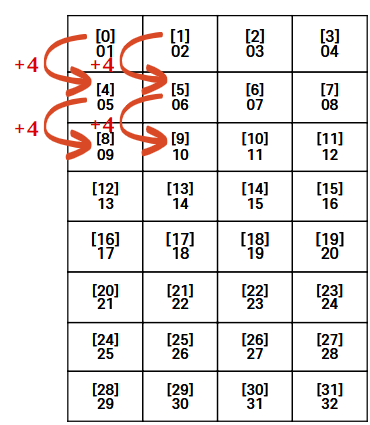 [0] [1] [2] [3]
01 02 03 04
+4 +4
[4] [5] [6] [7]
05 06 07 08
+4 +4
[8] [9] [10] [11]
09 10 11 12
[12] [13] [14] [15]
13 14 15 16
[16] [17] [18] [19]
17 18 19 20
[20] [21] [22] [23]
21 22 23 24
[24] [25] [26] [27]
25 26 27 28
[28] [29] [30] [31]
29 30 31 32